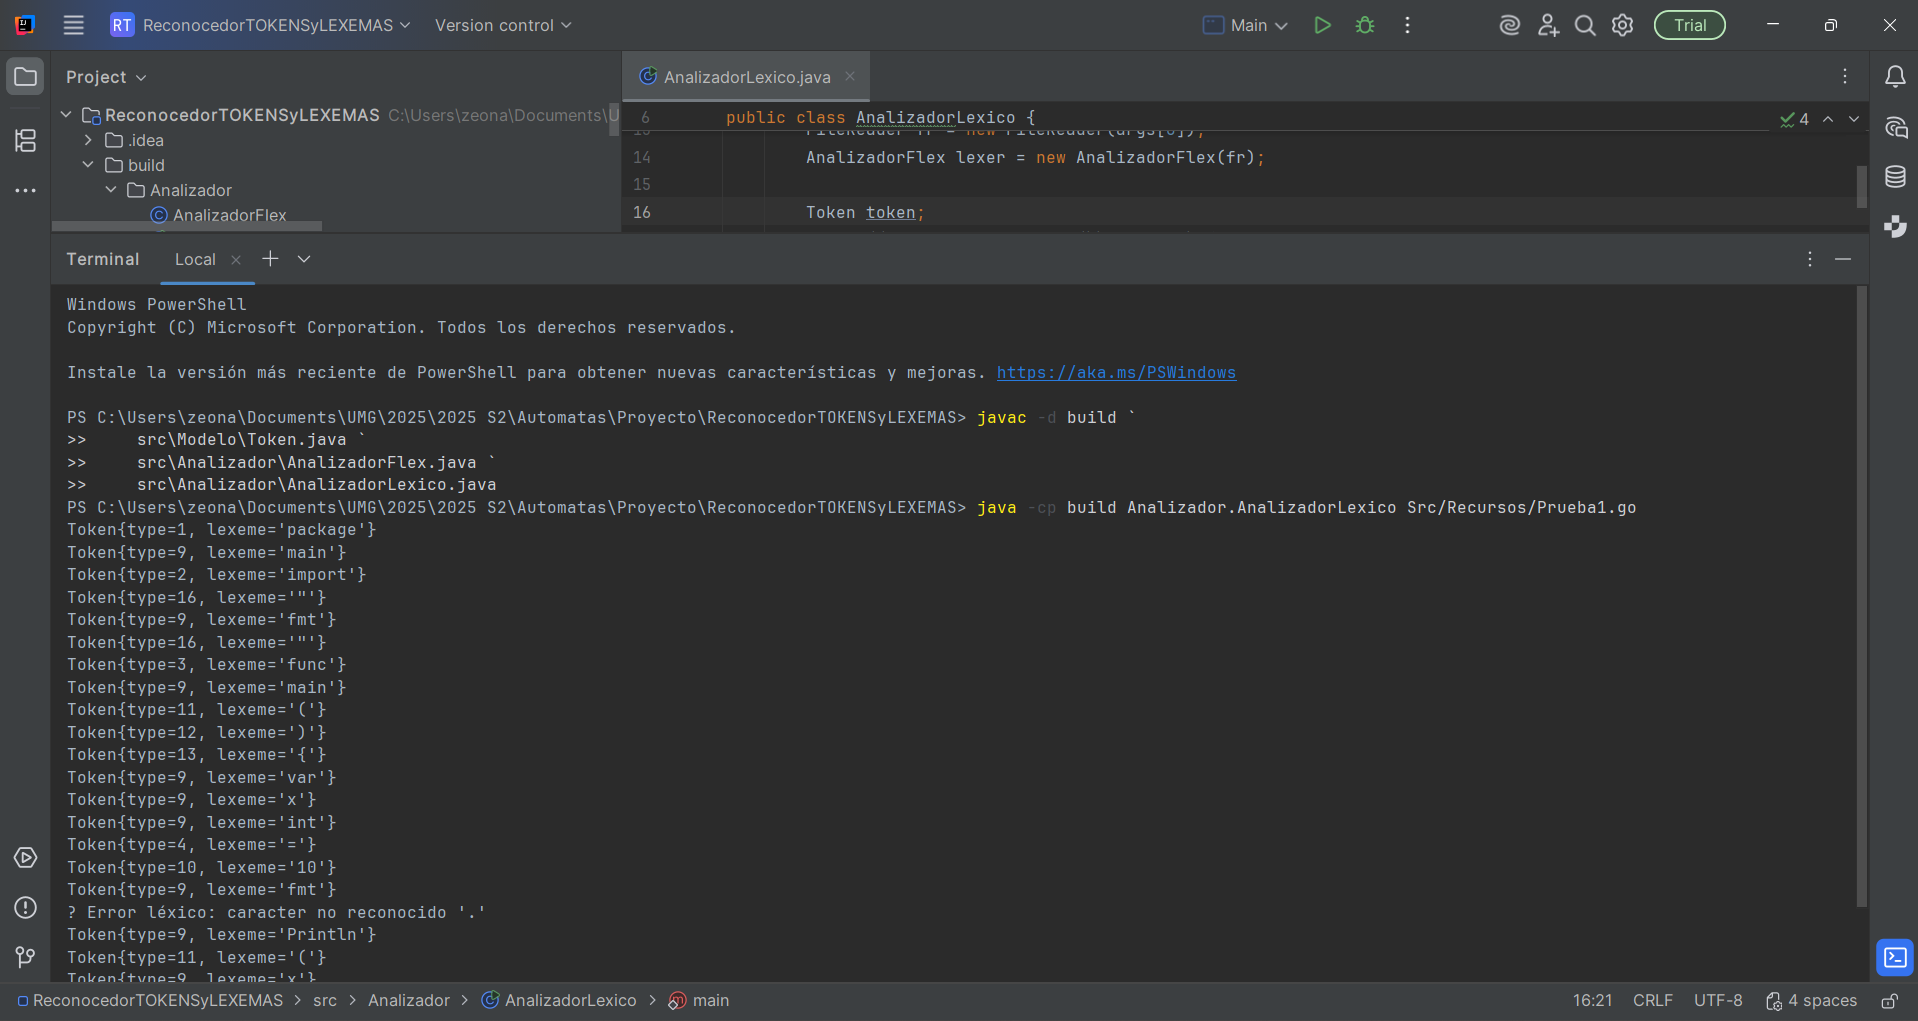 RT ReconocedorTOKENSyLEXEMAS Version control Main Trial
Project
ReconocedorTOKENSyLEXEMAS C:\Users\zeona\Documents\U
.idea
build
Analizador
AnalizadorFlex
AnalizadorLexico.java
6 public class AnalizadorLexico {
4
13 FileReader fr = new FileReader(args[0]);
14 AnalizadorFlex lexer = new AnalizadorFlex(fr);
15
16 Token token;
Terminal Local
Windows PowerShell
Copyright (C) Microsoft Corporation. Todos los derechos reservados.
Instale la versión más reciente de PowerShell para obtener nuevas características y mejoras. https://aka.ms/PSWindows
PS C:\Users\zeona\Documents\UMG\2025\2025 S2\Automatas\Proyecto\ReconocedorTOKENSyLEXEMAS> javac -d build `
>>     src\Modelo\Token.java `
>>     src\Analizador\AnalizadorFlex.java `
>>     src\Analizador\AnalizadorLexico.java
PS C:\Users\zeona\Documents\UMG\2025\2025 S2\Automatas\Proyecto\ReconocedorTOKENSyLEXEMAS> java -cp build Analizador.AnalizadorLexico Src/Recursos/Prueba1.go
Token{type=1, lexeme='package'}
Token{type=9, lexeme='main'}
Token{type=2, lexeme='import'}
Token{type=16, lexeme='"'}
Token{type=9, lexeme='fmt'}
Token{type=16, lexeme='"'}
Token{type=3, lexeme='func'}
Token{type=9, lexeme='main'}
Token{type=11, lexeme='('}
Token{type=12, lexeme=')'}
Token{type=13, lexeme='{'}
Token{type=9, lexeme='var'}
Token{type=9, lexeme='x'}
Token{type=9, lexeme='int'}
Token{type=4, lexeme='='}
Token{type=10, lexeme='10'}
Token{type=9, lexeme='fmt'}
? Error léxico: caracter no reconocido '.'
Token{type=9, lexeme='Println'}
Token{type=11, lexeme='('}
Token{type=9, lexeme='x'}
ReconocedorTOKENSyLEXEMAS > src > Analizador > AnalizadorLexico > m main 16:21 CRLF UTF-8 4 spaces